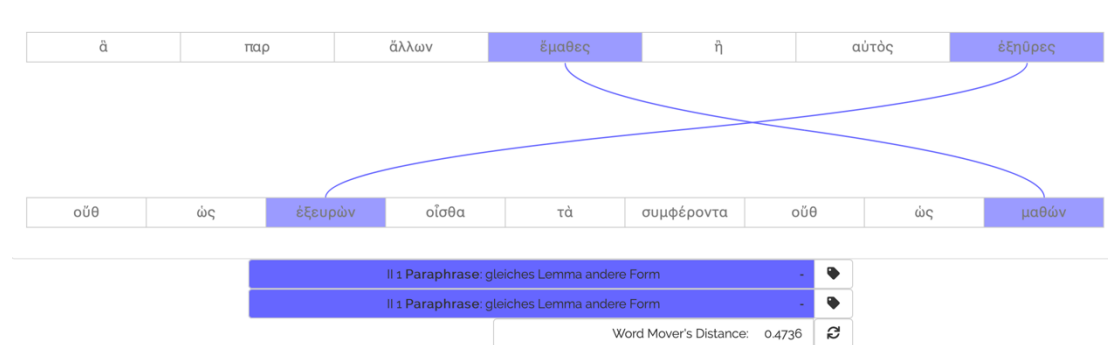 ἃ παρ ἄλλων ἔμαθες ἢ αὐτὸς ἐξηῦρες
οὔθ ὡς ἐξευρὼν οἶσθα τὰ συμφέροντα οὔθ ὡς μαθών
II 1 Paraphrase: gleiches Lemma andere Form -
II 1 Paraphrase: gleiches Lemma andere Form -
Word Mover's Distance: 0.4736